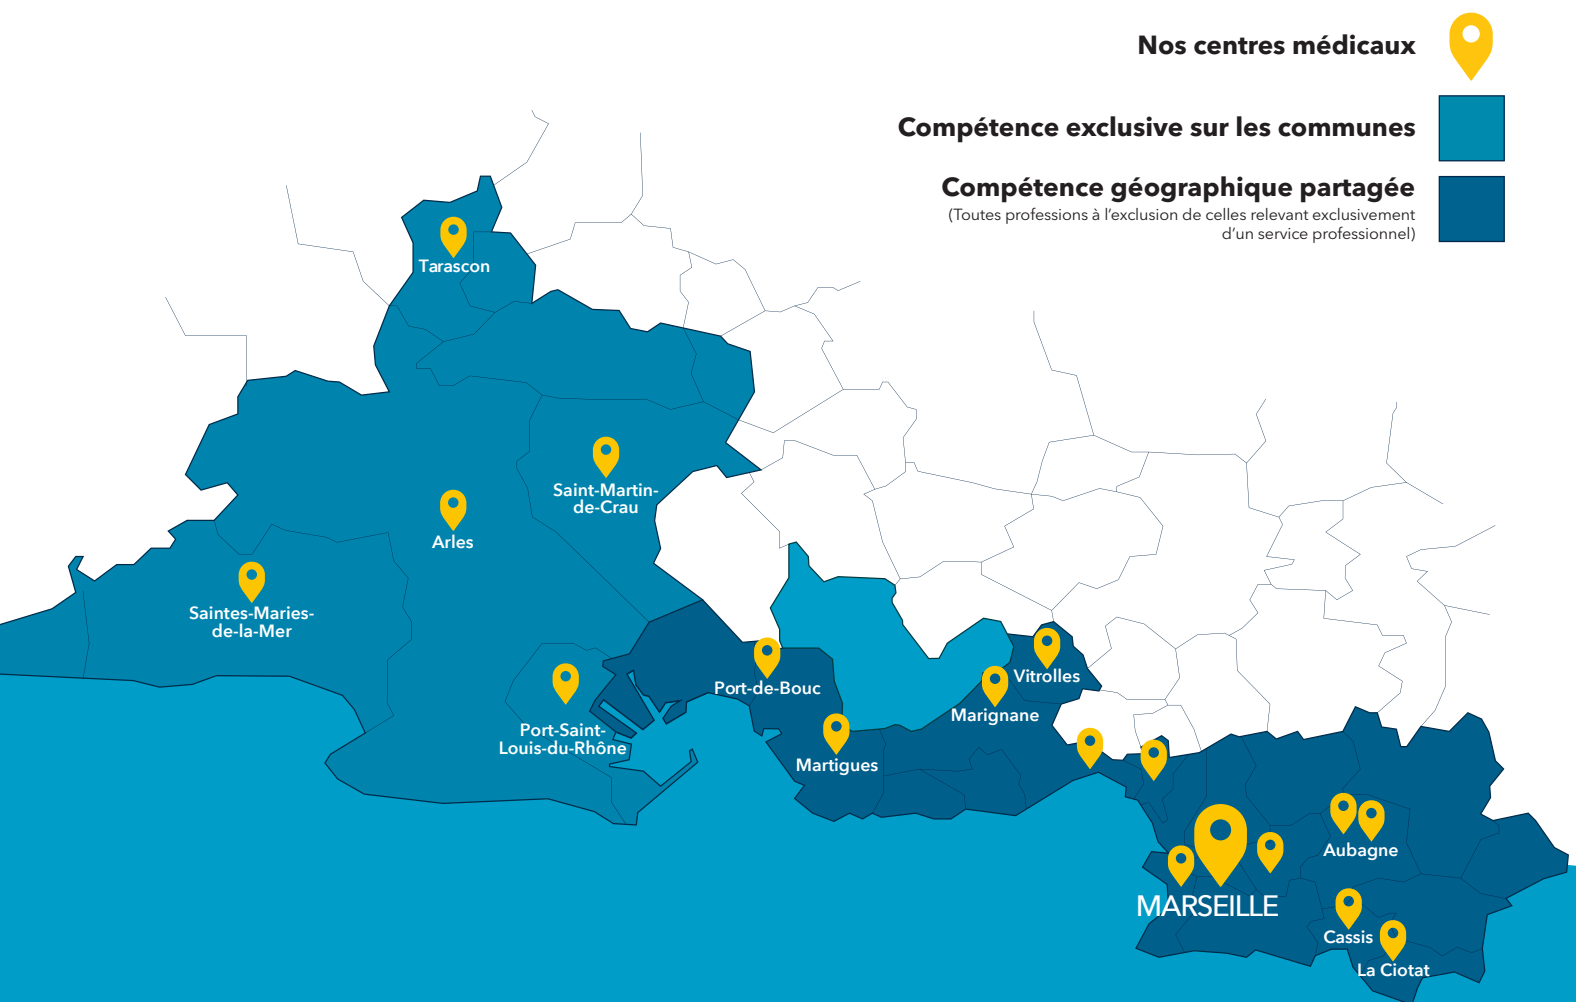 Nos centres médicaux
Compétence exclusive sur les communes
Compétence géographique partagée
(Toutes professions à l’exclusion de celles relevant exclusivement
d’un service professionnel)
Tarascon
Saint-Martin-
de-Crau
Arles
Saintes-Maries-
de-la-Mer
Port-Saint-
Louis-du-Rhône
Port-de-Bouc
Martigues
Marignane
Vitrolles
MARSEILLE
Aubagne
Cassis
La Ciotat